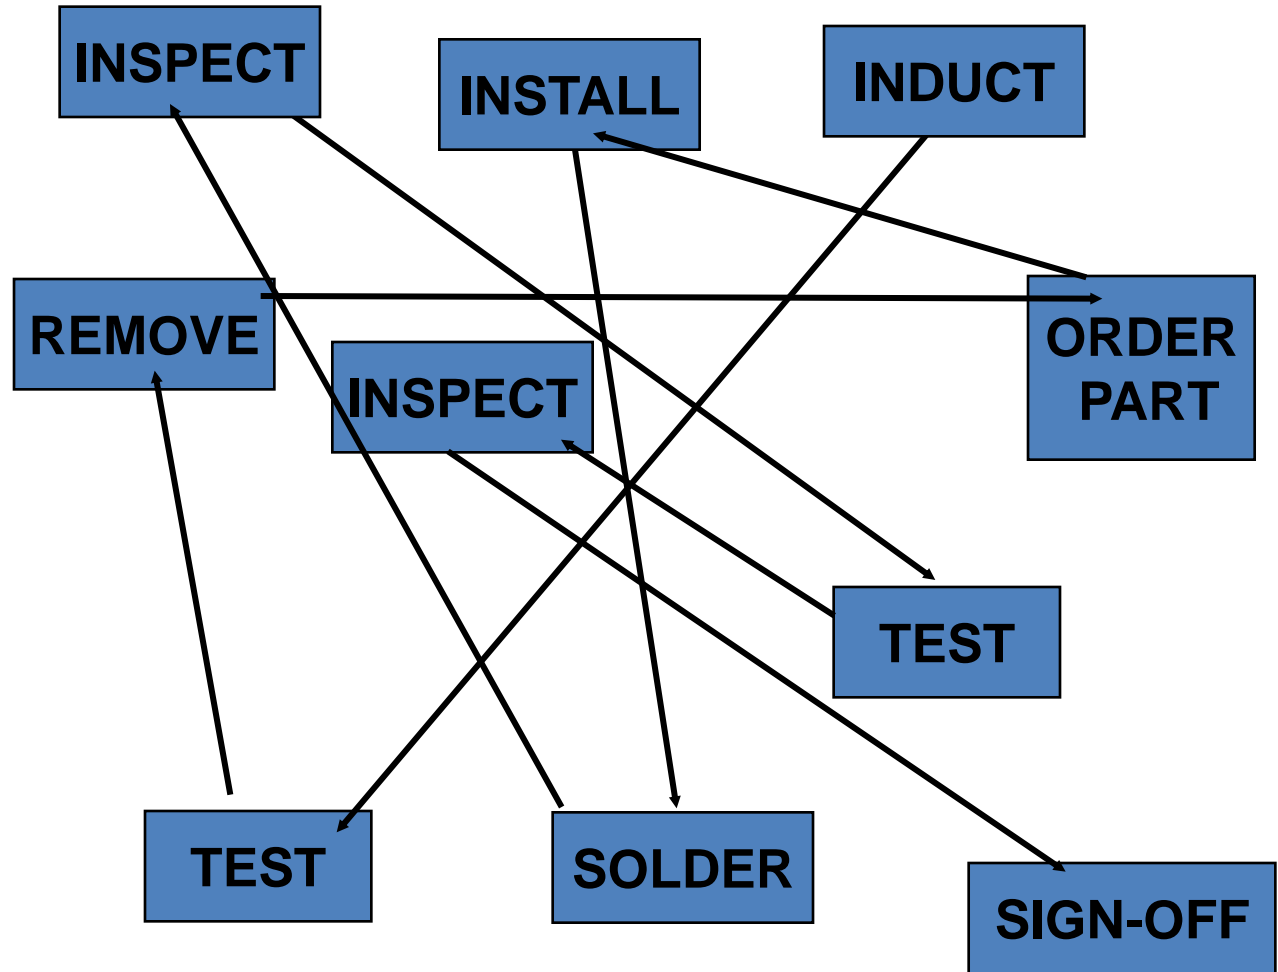 INSPECT
INSTALL
INDUCT
REMOVE
ORDER
PART
INSPECT
TEST
TEST
SOLDER
SIGN-OFF